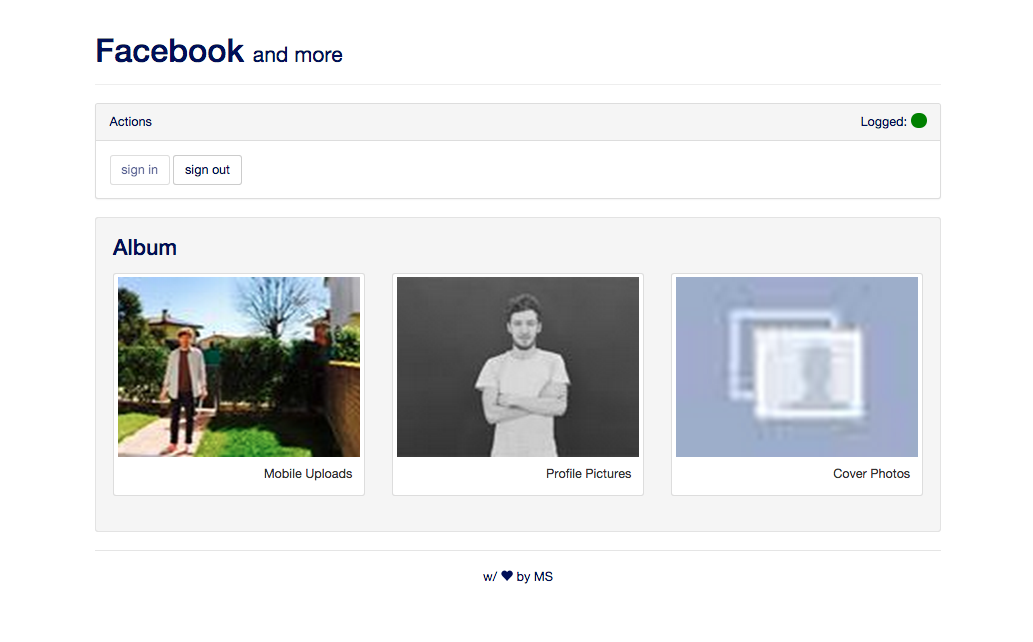 Facebook and more
Actions
Logged:
sign in
sign out
Album
Mobile Uploads
Profile Pictures
Cover Photos
w/ ♥ by MS